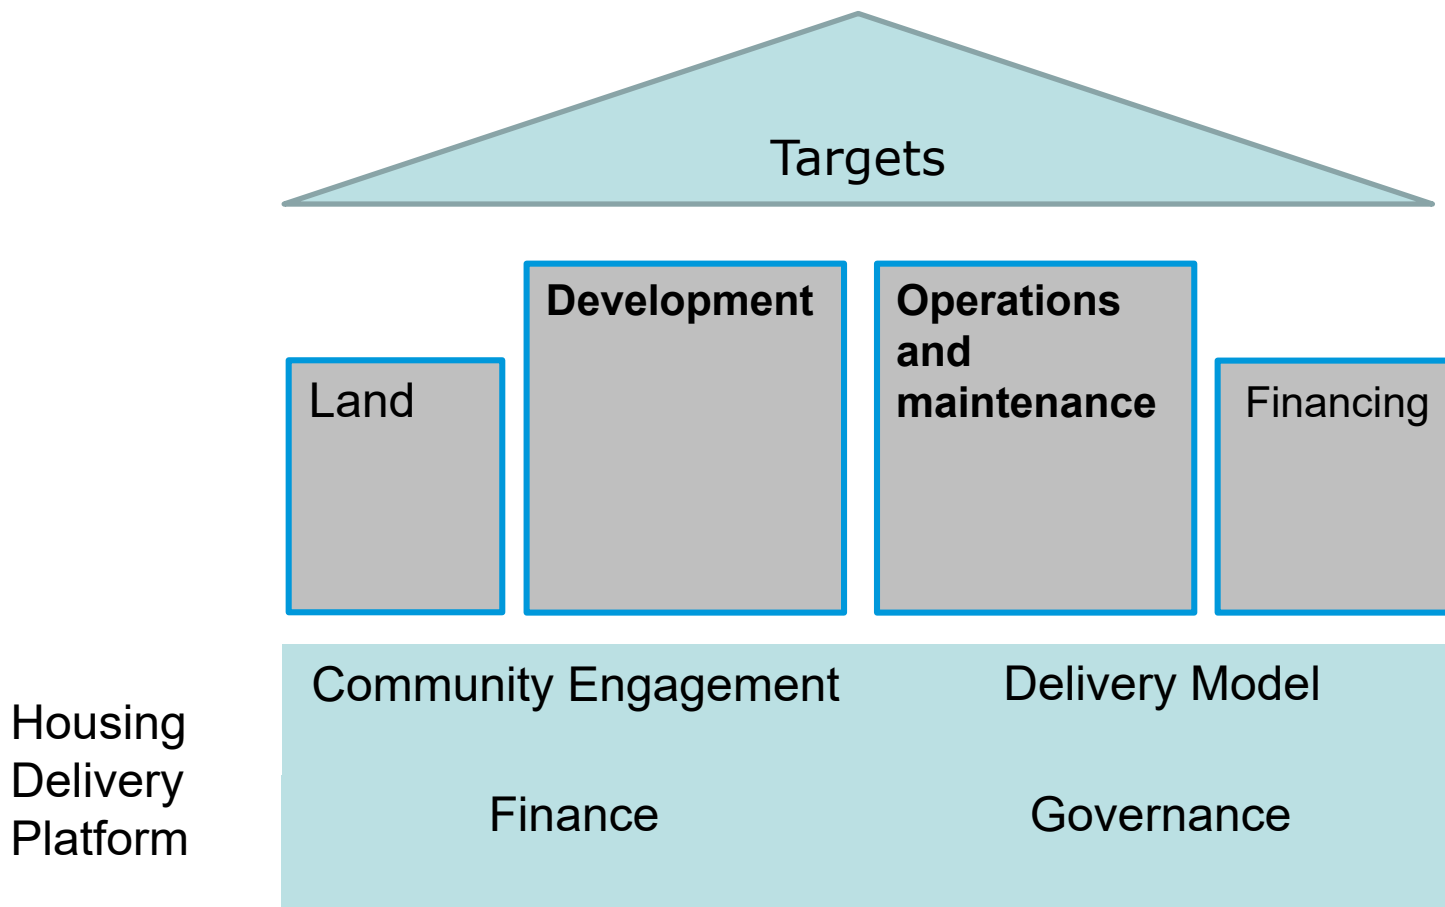 Targets
Development
Operations
and
maintenance
Land
Financing
Community Engagement
Delivery Model
Housing
Delivery
Platform
Finance
Governance